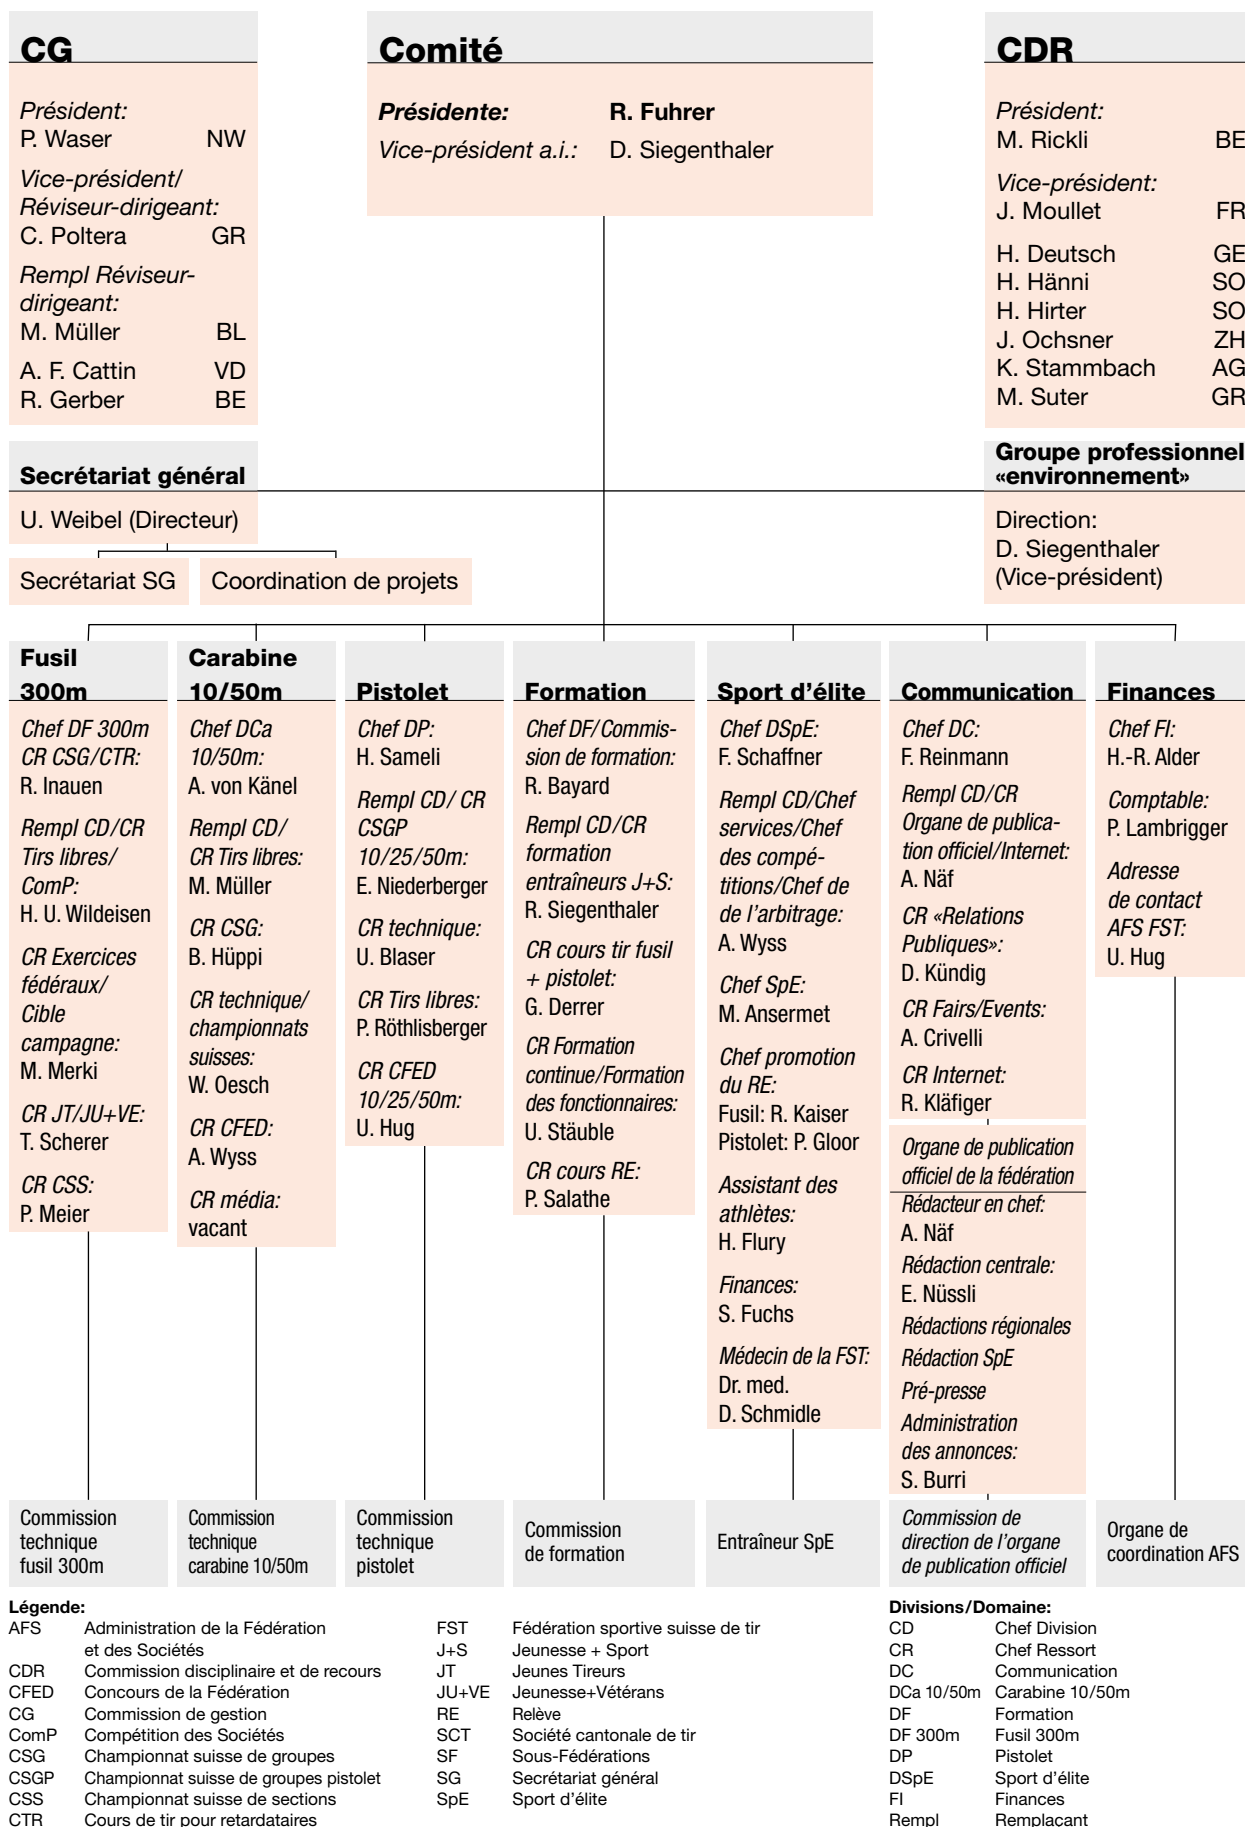 CG
Président:
P. Waser NW
Vice-président/
Réviseur-dirigeant:
C. Poltera GR
Rempl Réviseur-
dirigeant:
M. Müller BL
A. F. Cattin VD
R. Gerber BE
Comité
Présidente: R. Fuhrer
Vice-président a.i.: D. Siegenthaler
CDR
Président:
M. Rickli BE
Vice-président:
J. Moullet FR
H. Deutsch GE
H. Hänni SO
H. Hirter SO
J. Ochsner ZH
K. Stammbach AG
M. Suter GR
Secrétariat général
U. Weibel (Directeur)
Secrétariat SG
Coordination de projets
Groupe professionnel
«environnement»
Direction:
D. Siegenthaler
(Vice-président)
Fusil
300m
Chef DF 300m
CR CSG/CTR:
R. Inauen
Rempl CD/CR
Tirs libres/
ComP:
H. U. Wildeisen
CR Exercices
fédéraux/
Cible
campagne:
M. Merki
CR JT/JU+VE:
T. Scherer
CR CSS:
P. Meier
Commission
technique
fusil 300m
Carabine
10/50m
Chef DCa
10/50m:
A. von Känel
Rempl CD/
CR Tirs libres:
M. Müller
CR CSG:
B. Hüppi
CR technique/
championnats
suisses:
W. Oesch
CR CFED:
A. Wyss
CR média:
vacant
Commission
technique
carabine 10/50m
Pistolet
Chef DP:
H. Sameli
Rempl CD/ CR
CSGP
10/25/50m:
E. Niederberger
CR technique:
U. Blaser
CR Tirs libres:
P. Röthlisberger
CR CFED
10/25/50m:
U. Hug
Commission
technique
pistolet
Formation
Chef DF/Commis-
sion de formation:
R. Bayard
Rempl CD/CR
formation
entraîneurs J+S:
R. Siegenthaler
CR cours tir fusil
+ pistolet:
G. Derrer
CR Formation
continue/Formation
des fonctionnaires:
U. Stäuble
CR cours RE:
P. Salathe
Commission
de formation
Sport d'élite
Chef DSpE:
F. Schaffner
Rempl CD/Chef
services/Chef
des compé-
titions/Chef de
de l'arbitrage:
A. Wyss
Chef SpE:
M. Ansermet
Chef promotion
du RE:
Fusil: R. Kaiser
Pistolet: P. Gloor
Assistant des
athlètes:
H. Flury
Finances:
S. Fuchs
Médecin de la FST:
Dr. med.
D. Schmidle
Entraîneur SpE
Communication
Chef DC:
F. Reinmann
Rempl CD/CR
Organe de publica-
tion officiel/Internet:
A. Näf
CR «Relations
Publiques»:
D. Kündig
CR Fairs/Events:
A. Crivelli
CR Internet:
R. Kläfiger
Organe de publication
officiel de la fédération
Rédacteur en chef:
A. Näf
Rédaction centrale:
E. Nüssli
Rédactions régionales
Rédaction SpE
Pré-presse
Administration
des annonces:
S. Burri
Commission de
direction de l'organe
de publication officiel
Finances
Chef FI:
H.-R. Alder
Comptable:
P. Lambrigger
Adresse
de contact
AFS FST:
U. Hug
Organe de
coordination AFS
Légende:
AFS Administration de la Fédération
et des Sociétés
CDR Commission disciplinaire et de recours
CFED Concours de la Fédération
CG Commission de gestion
ComP Compétition des Sociétés
CSG Championnat suisse de groupes
CSGP Championnat suisse de groupes pistolet
CSS Championnat suisse de sections
CTR Cours de tir pour retardataires
FST Fédération sportive suisse de tir
J+S Jeunesse + Sport
JT Jeunes Tireurs
JU+VE Jeunesse+Vétérans
RE Relève
SCT Société cantonale de tir
SF Sous-Fédérations
SG Secrétariat général
SpE Sport d'élite
Divisions/Domaine:
CD Chef Division
CR Chef Ressort
DC Communication
DCa 10/50m Carabine 10/50m
DF Formation
DF 300m Fusil 300m
DP Pistolet
DSpE Sport d'élite
FI Finances
Rempl Remplaçant